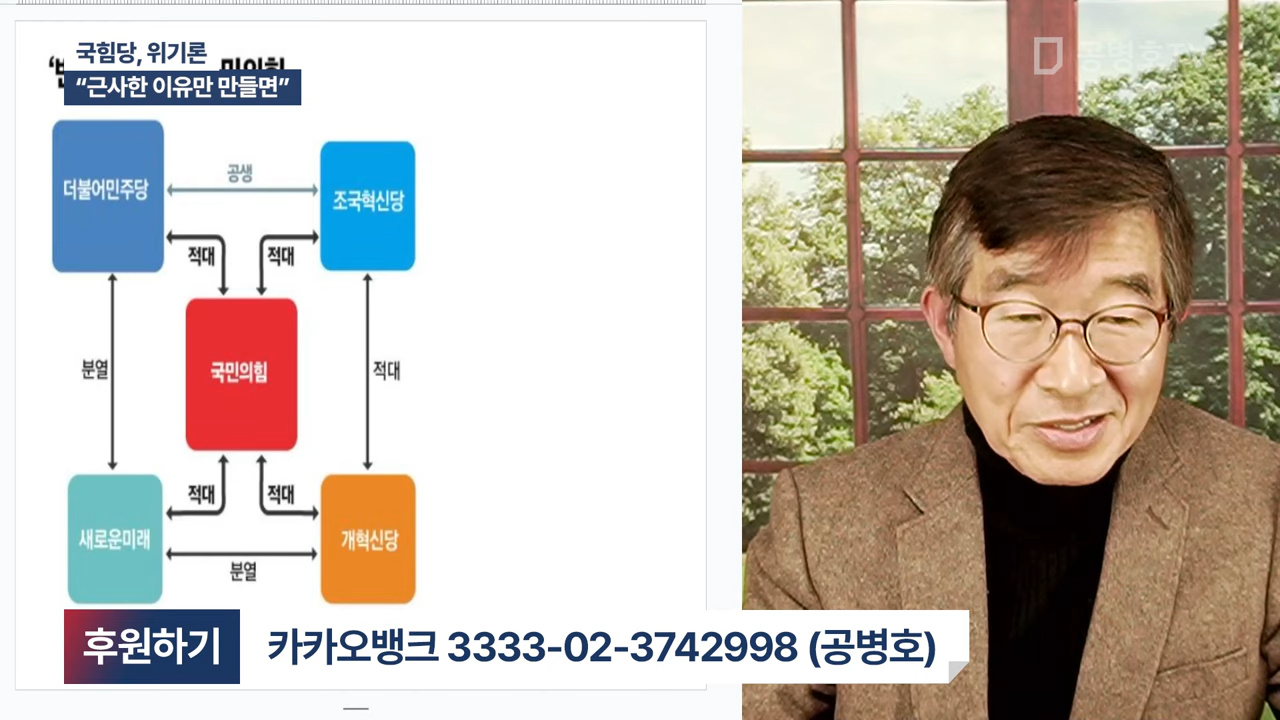 국힘당, 위기론
“근사한 이유만 만들면”
공병호
더불어민주당
공생
조국혁신당
적대
적대
분열
국민의힘
적대
적대
적대
새로운미래
개혁신당
분열
후원하기
카카오뱅크 3333-02-3742998 (공병호)